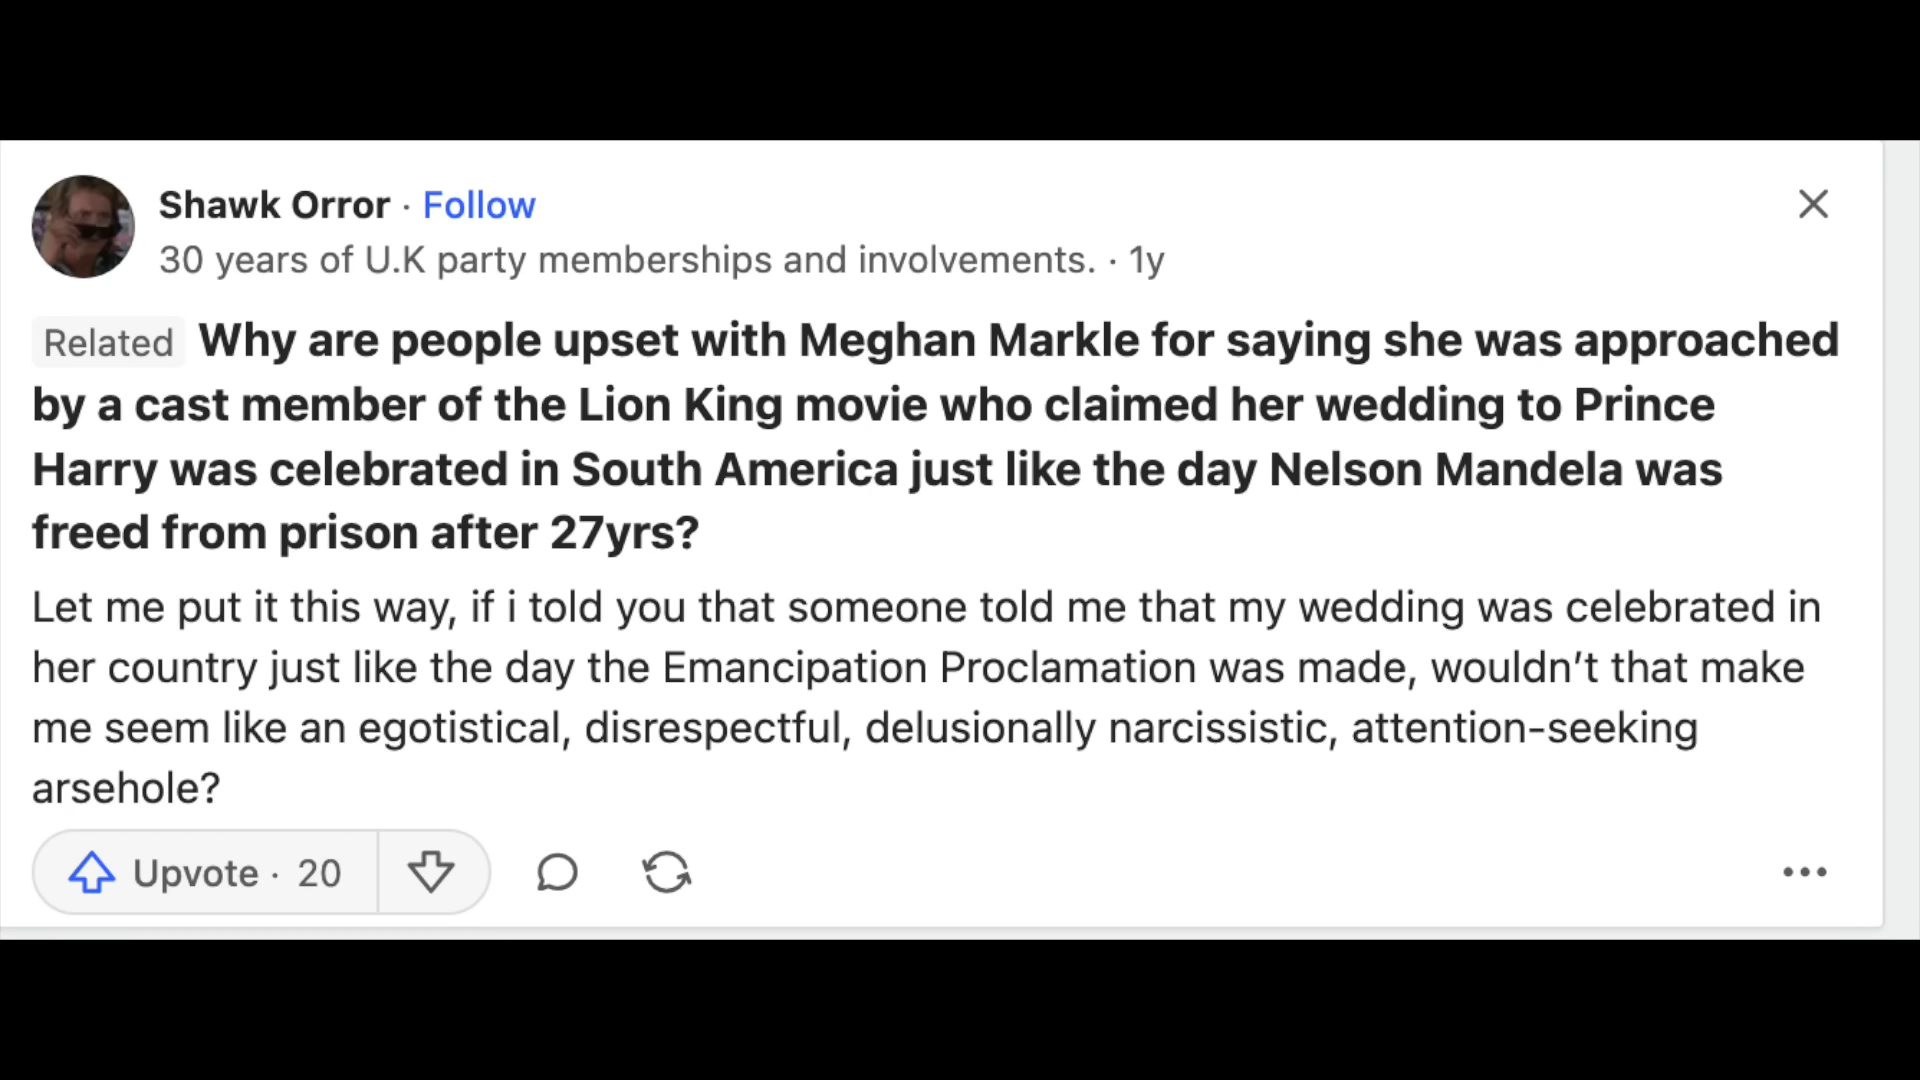 Shawk Orror · Follow
30 years of U.K party memberships and involvements. · 1y
Related Why are people upset with Meghan Markle for saying she was approached
by a cast member of the Lion King movie who claimed her wedding to Prince
Harry was celebrated in South America just like the day Nelson Mandela was
freed from prison after 27yrs?
Let me put it this way, if i told you that someone told me that my wedding was celebrated in
her country just like the day the Emancipation Proclamation was made, wouldn’t that make
me seem like an egotistical, disrespectful, delusionally narcissistic, attention-seeking
arsehole?
Upvote · 20